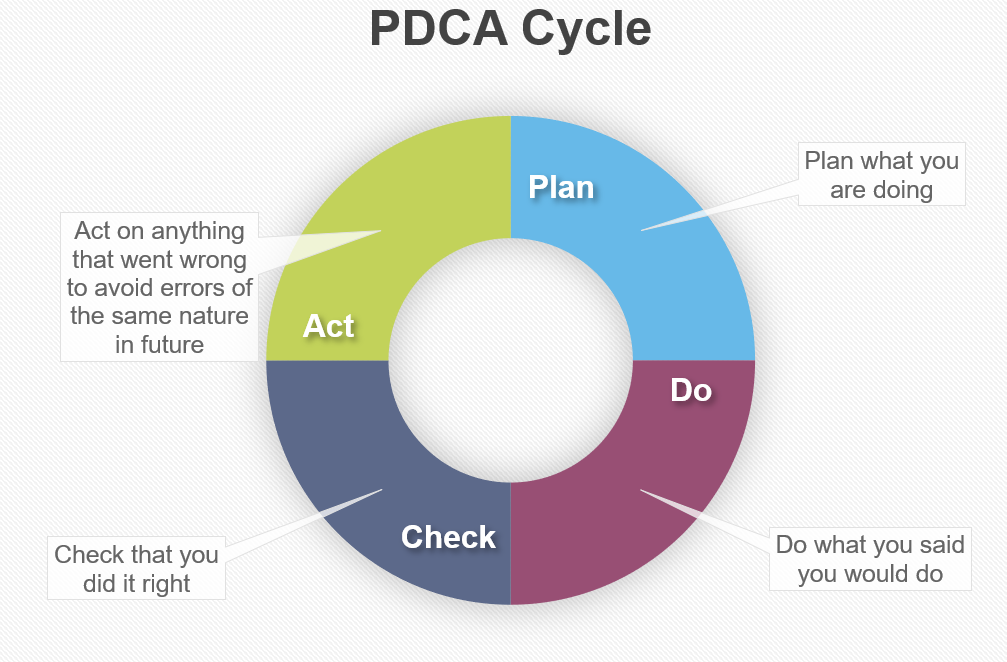 PDCA Cycle
Plan
Plan what you
are doing
Do
Do what you said
you would do
Check
Check that you
did it right
Act
Act on anything
that went wrong
to avoid errors of
the same nature
in future